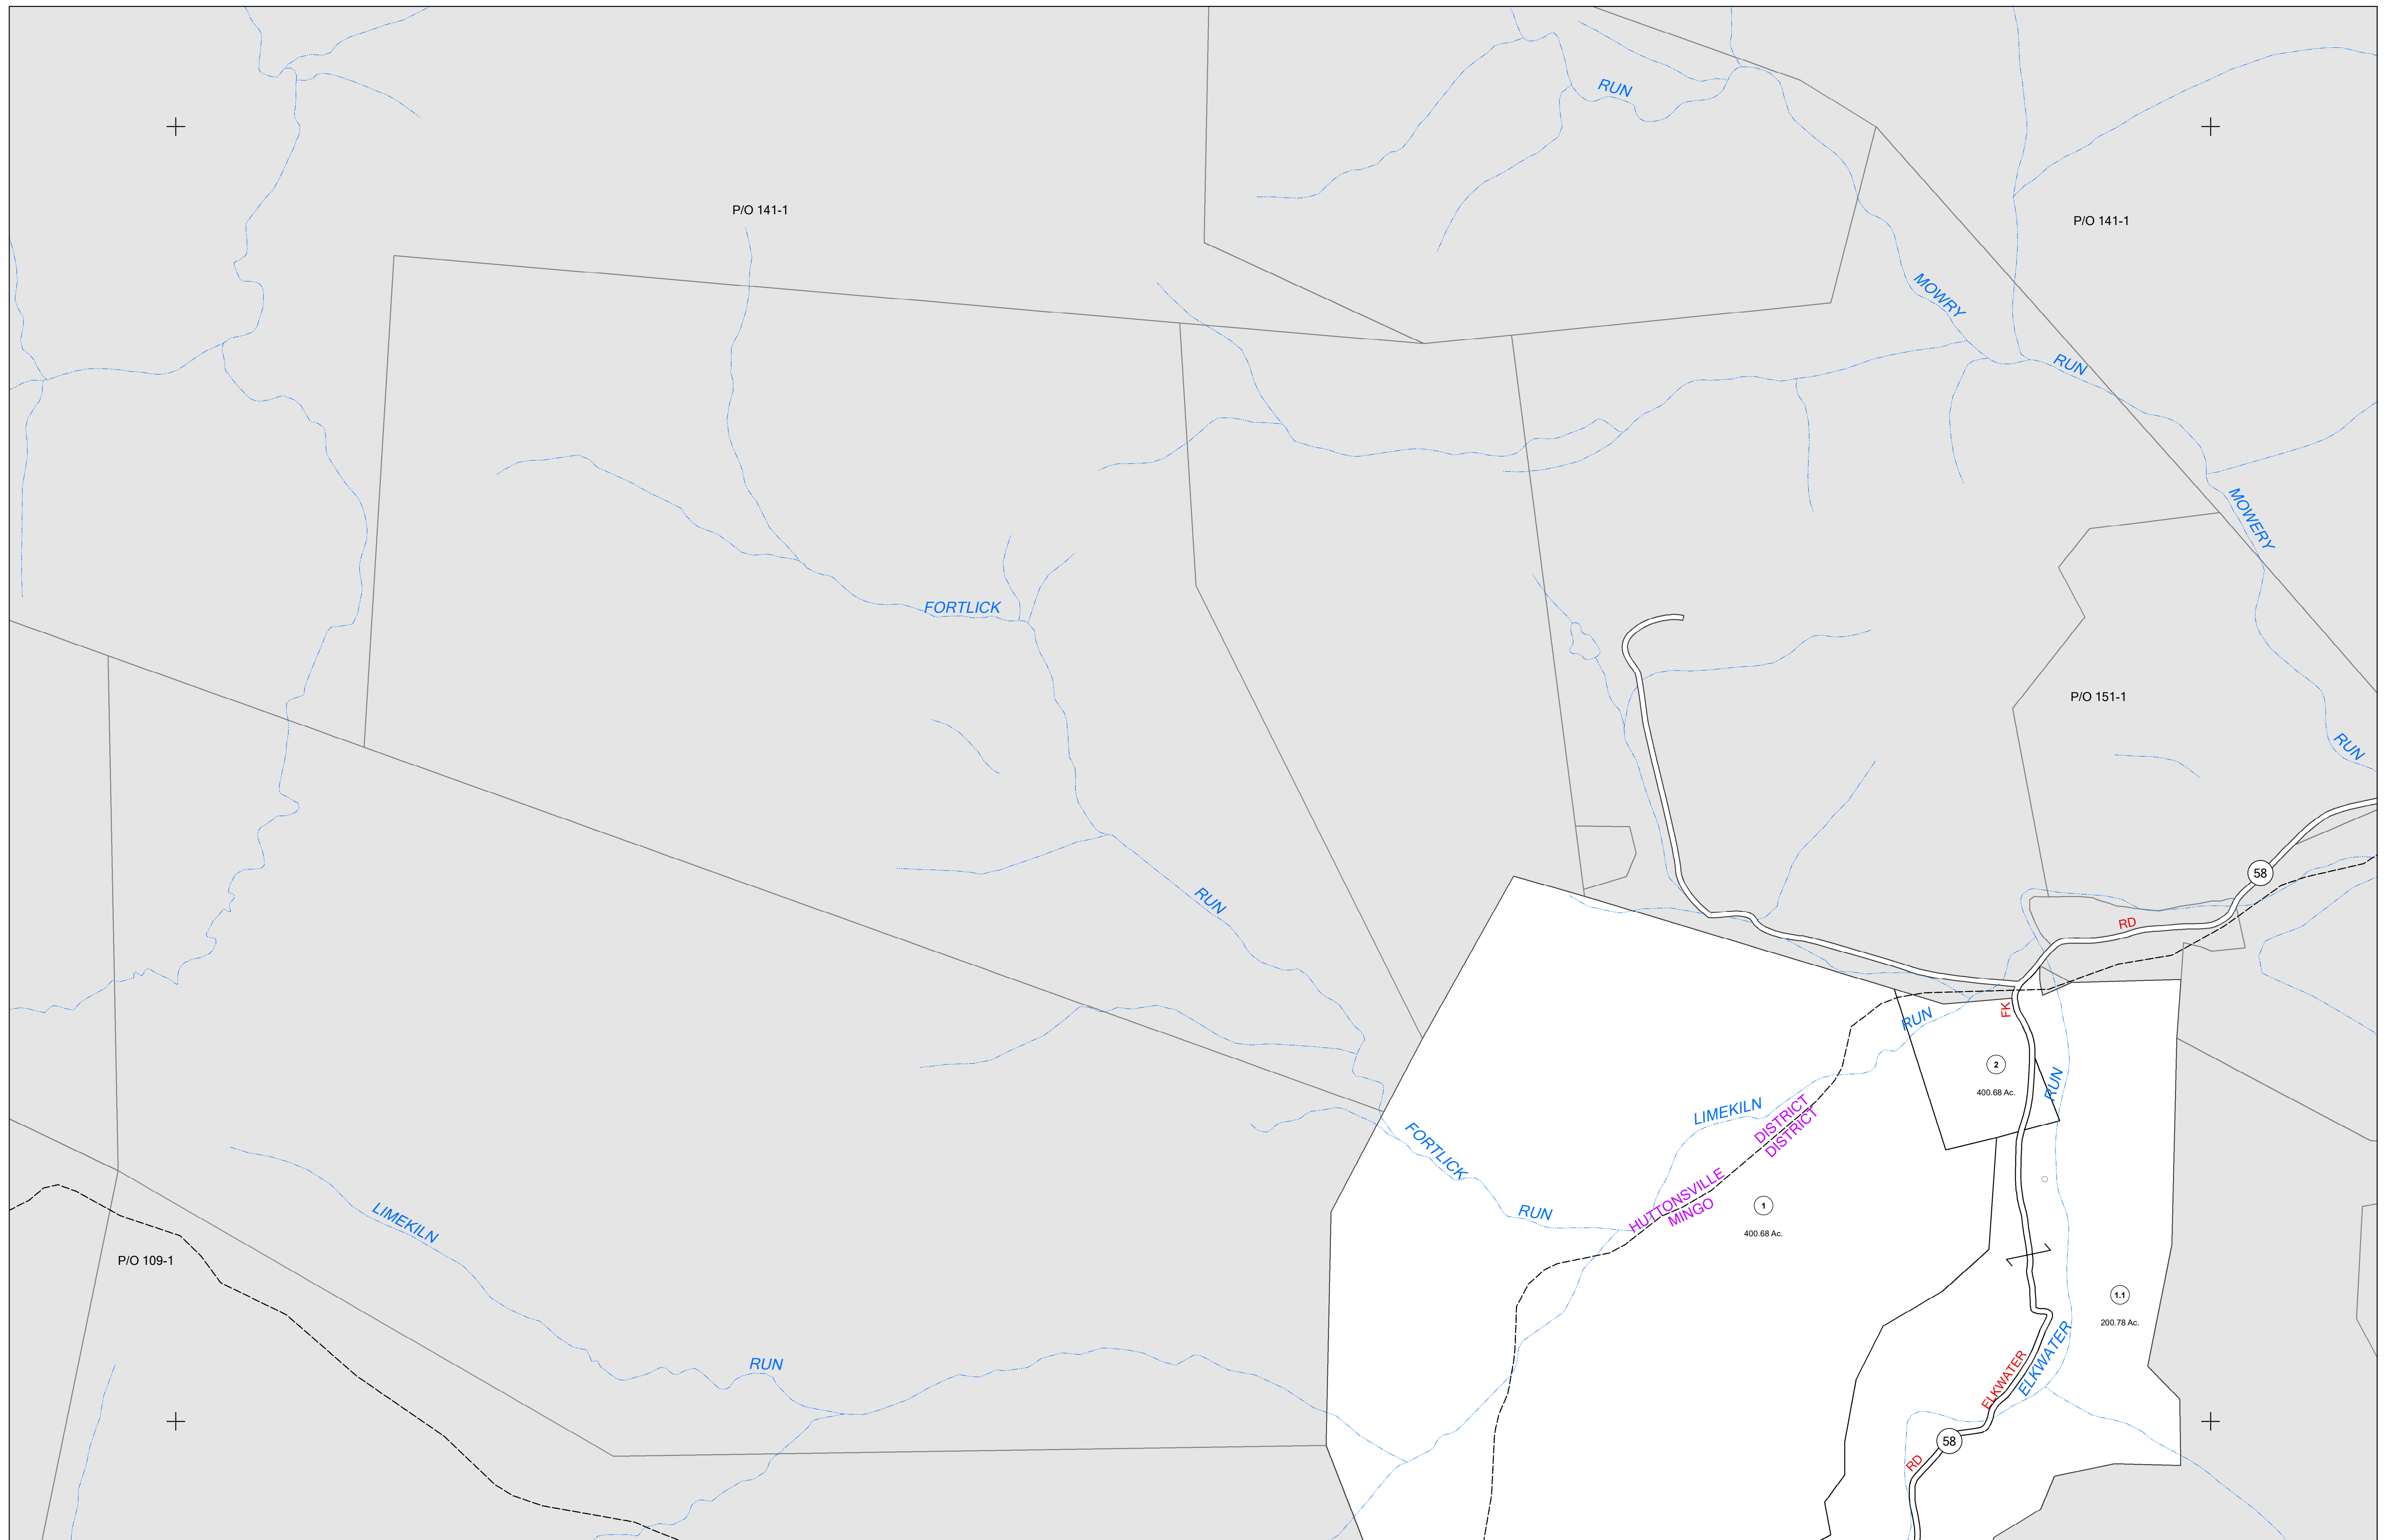 RUN
P/O 141-1
P/O 141-1
MOWRY
RUN
MOWERY
FORTLICK
P/O 151-1
RUN
58
RUN
RD
FK
RUN
2
400.68 Ac.
RUN
LIMEKILN
DISTRICT
DISTRICT
FORTLICK
HUTTONSVILLE
MINGO
RUN
1
400.68 Ac.
LIMEKILN
P/O 109-1
1.1
200.78 Ac.
RUN
ELKWATER
ELKWATER
58
RD